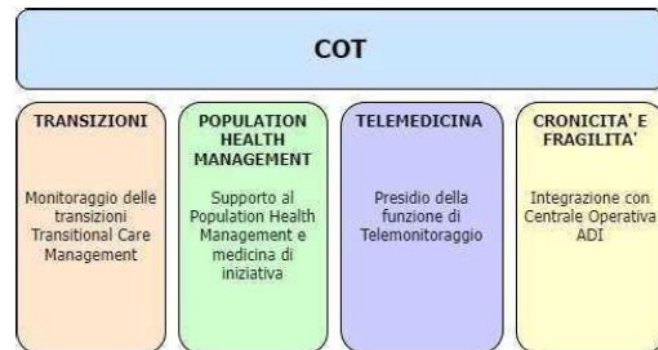 COT
TRANSIZIONI
Monitoraggio delle
transizioni
Transitional Care
Management
POPULATION
HEALTH
MANAGEMENT
Supporto al
Population Health
Management e
medicina di
iniziativa
TELEMEDICINA
Presidio della
funzione di
Telemonitoraggio
CRONICITA' E
FRAGILITA'
Integrazione con
Centrale Operativa
ADI